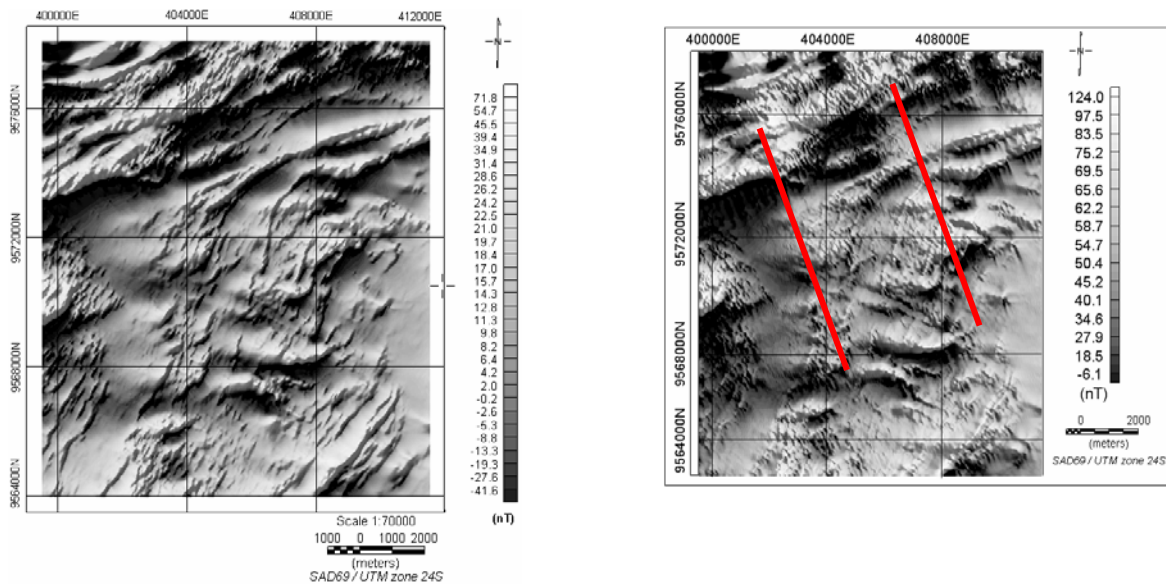 400000E 404000E 408000E 412000E
N
9576000N
9572000N
9568000N
9564000N
71.8
54.7
45.5
39.4
34.9
31.4
28.6
26.2
24.2
22.5
21.0
19.7
18.4
17.0
15.7
14.3
12.8
11.3
9.8
8.2
6.4
4.2
2.0
-0.2
-2.6
-5.3
-8.8
-13.3
-19.3
-27.6
-41.6
(nT)
Scale 1:70000
1000 0 1000 2000
(meters)
SAD69 / UTM zone 24S
400000E 404000E 408000E
N
9576000N
9572000N
9568000N
9564000N
124.0
97.5
83.5
75.2
69.5
65.6
62.2
58.7
54.7
50.4
45.2
40.1
34.6
27.9
18.5
-6.1
(nT)
0 2000
(meters)
SAD69 / UTM zone 24S